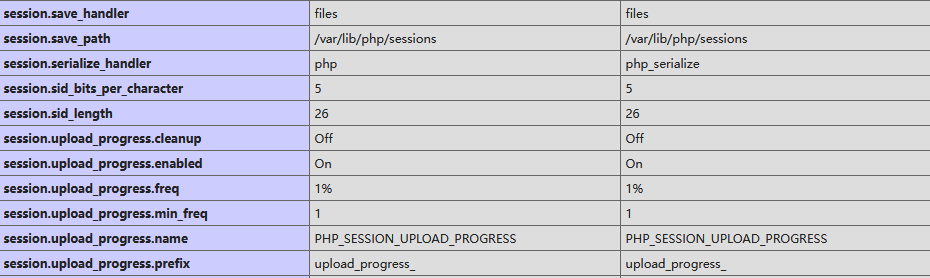 session.save_handler files files
session.save_path /var/lib/php/sessions /var/lib/php/sessions
session.serialize_handler php php_serialize
session.sid_bits_per_character 5 5
session.sid_length 26 26
session.upload_progress.cleanup Off Off
session.upload_progress.enabled On On
session.upload_progress.freq 1% 1%
session.upload_progress.min_freq 1 1
session.upload_progress.name PHP_SESSION_UPLOAD_PROGRESS PHP_SESSION_UPLOAD_PROGRESS
session.upload_progress.prefix upload_progress_ upload_progress_